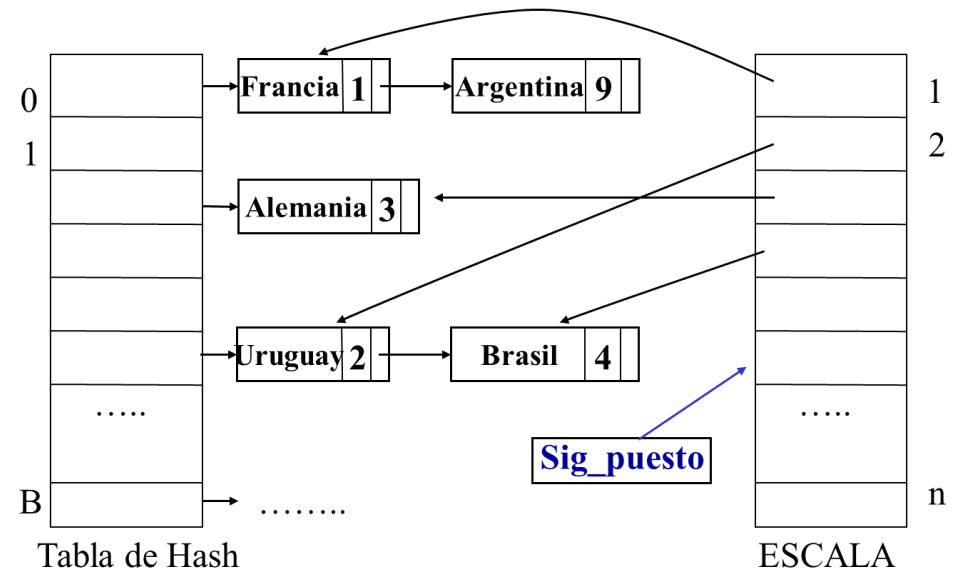 Francia 1
Argentina 9
0
1
1
2
Alemania 3
Uruguay 2
Brasil 4
.....
.....
Sig_puesto
B
........
n
Tabla de Hash
ESCALA